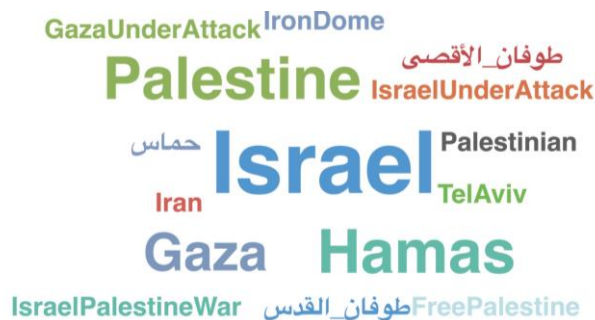 GazaUnderAttack IronDome
طوفان_الأقصى
Palestine IsraelUnderAttack
حماس Israel Palestinian
Iran TelAviv
Gaza Hamas
IsraelPalestineWar طوفان_القدس FreePalestine